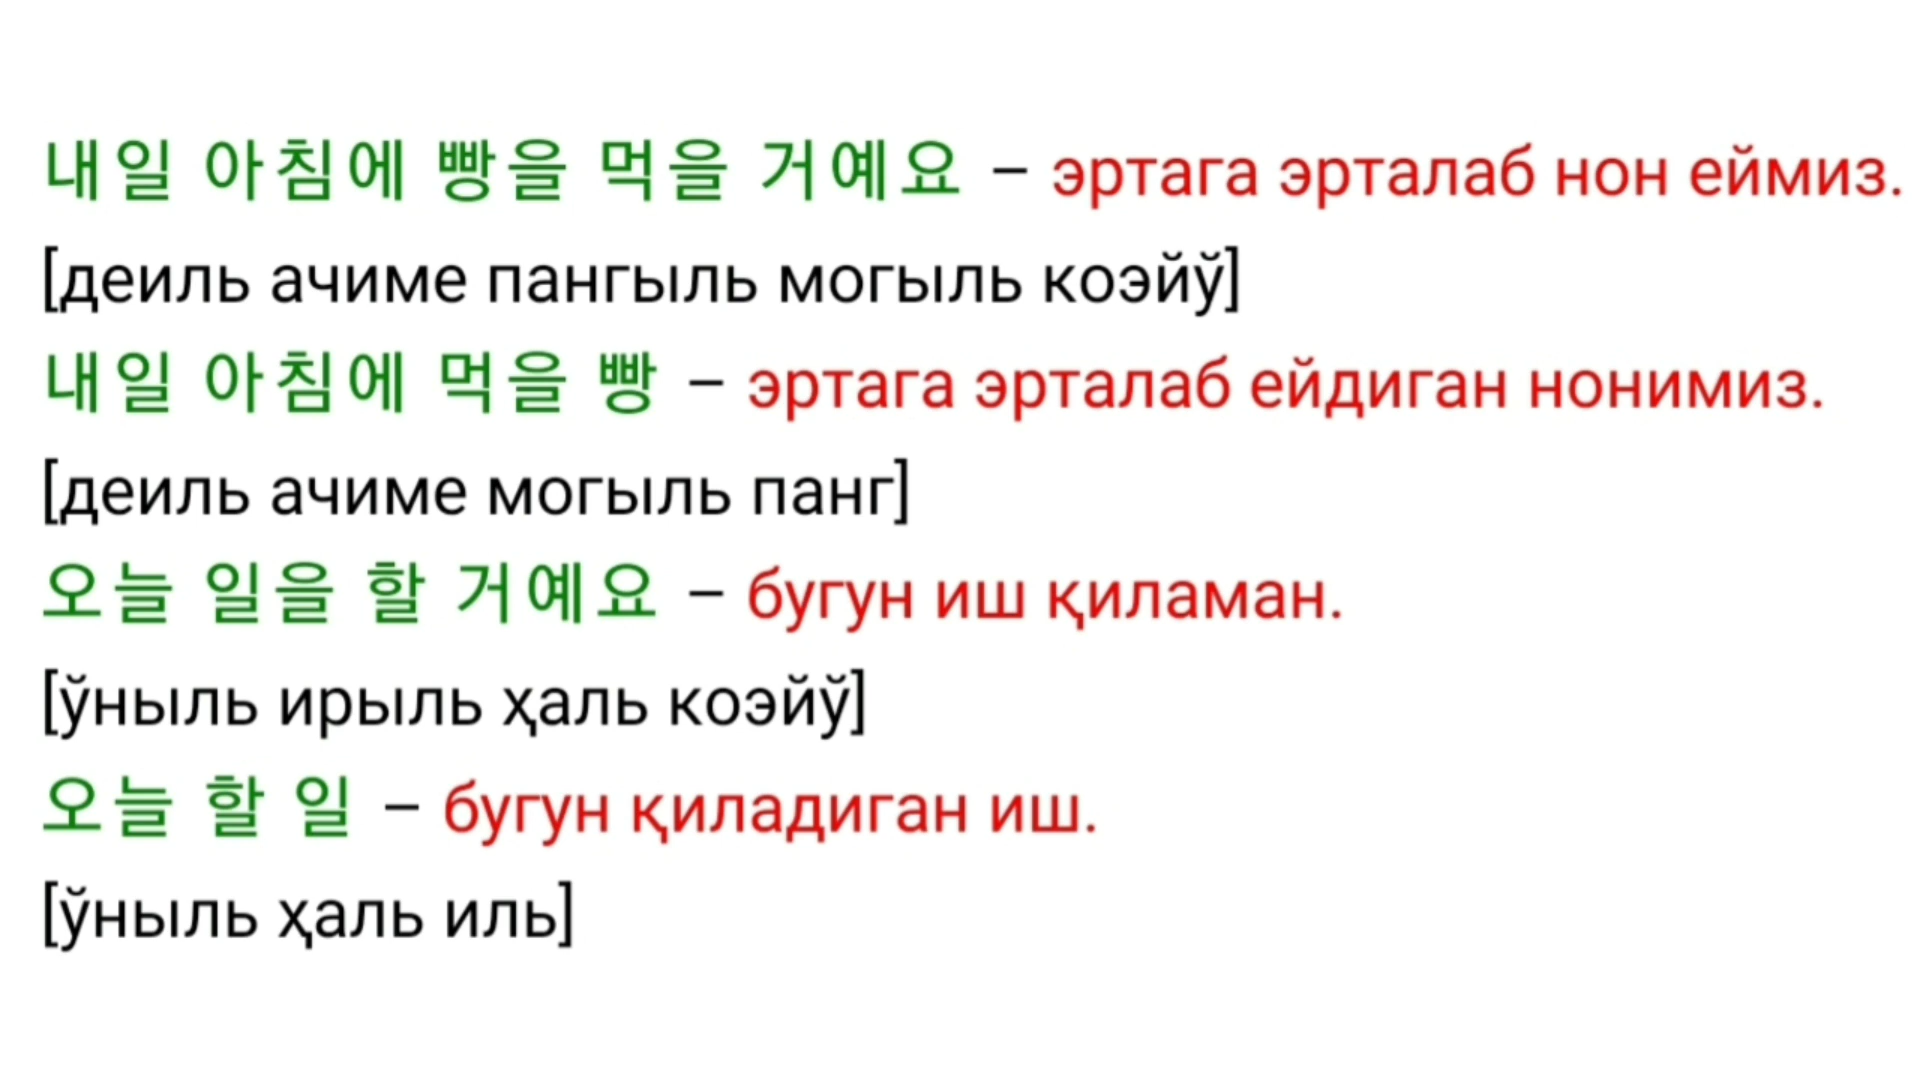 내일 아침에 빵을 먹을 거예요 – эртага эрталаб нон еймиз.
[деиль ачиме пангыль могыль коэйў]
내일 아침에 먹을 빵 – эртага эрталаб ейдиган нонимиз.
[деиль ачиме могыль панг]
오늘 일을 할 거예요 – бугун иш қиламан.
[ўныль ирыль ҳаль коэйў]
오늘 할 일 – бугун қиладиган иш.
[ўныль ҳаль иль]